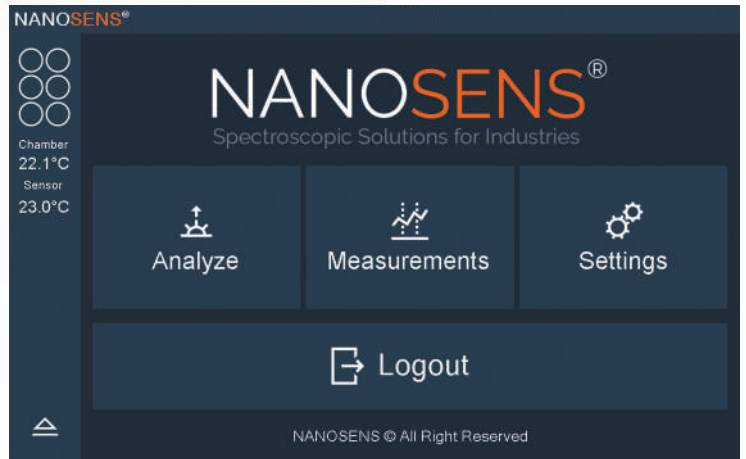 NANOSENS®
Chamber
22.1°C
Sensor
23.0°C
NANOSENS®
Spectroscopic Solutions for Industries
Analyze
Measurements
Settings
Logout
NANOSENS © All Right Reserved